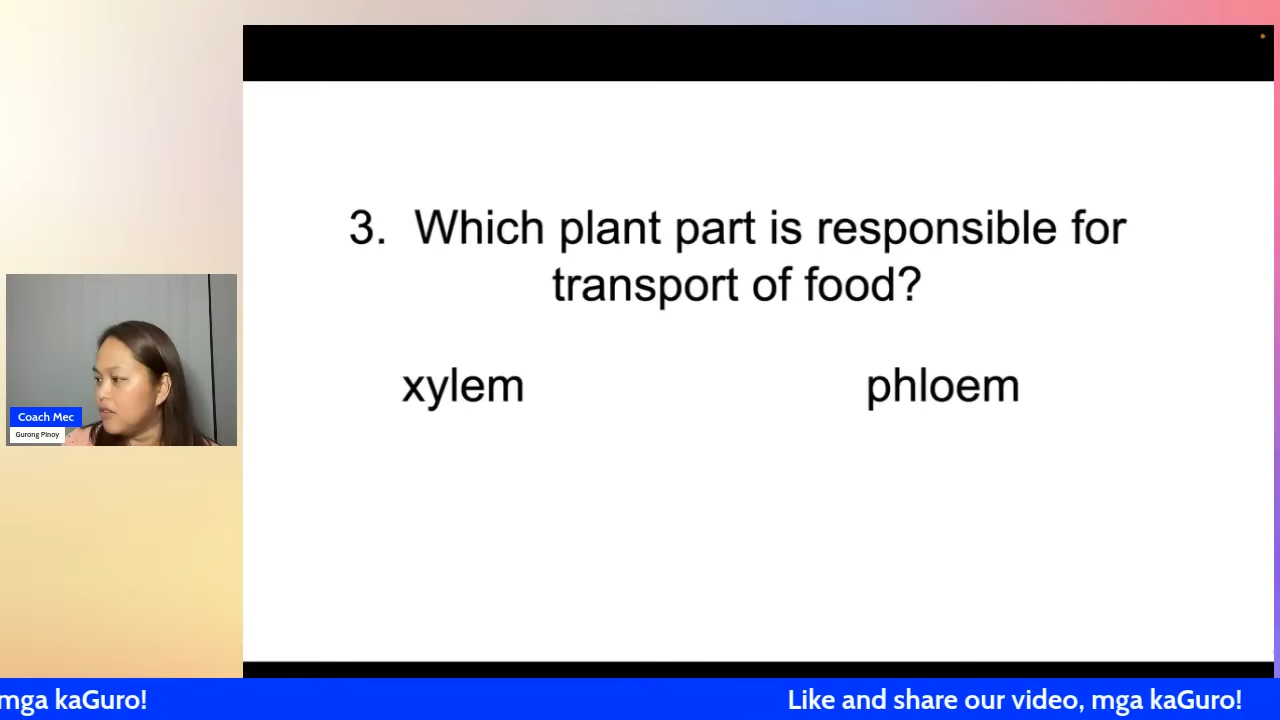 3. Which plant part is responsible for
transport of food?
xylem phloem
Coach Mec
Gurong Pinoy
mga kaGuro! Like and share our video, mga kaGuro!